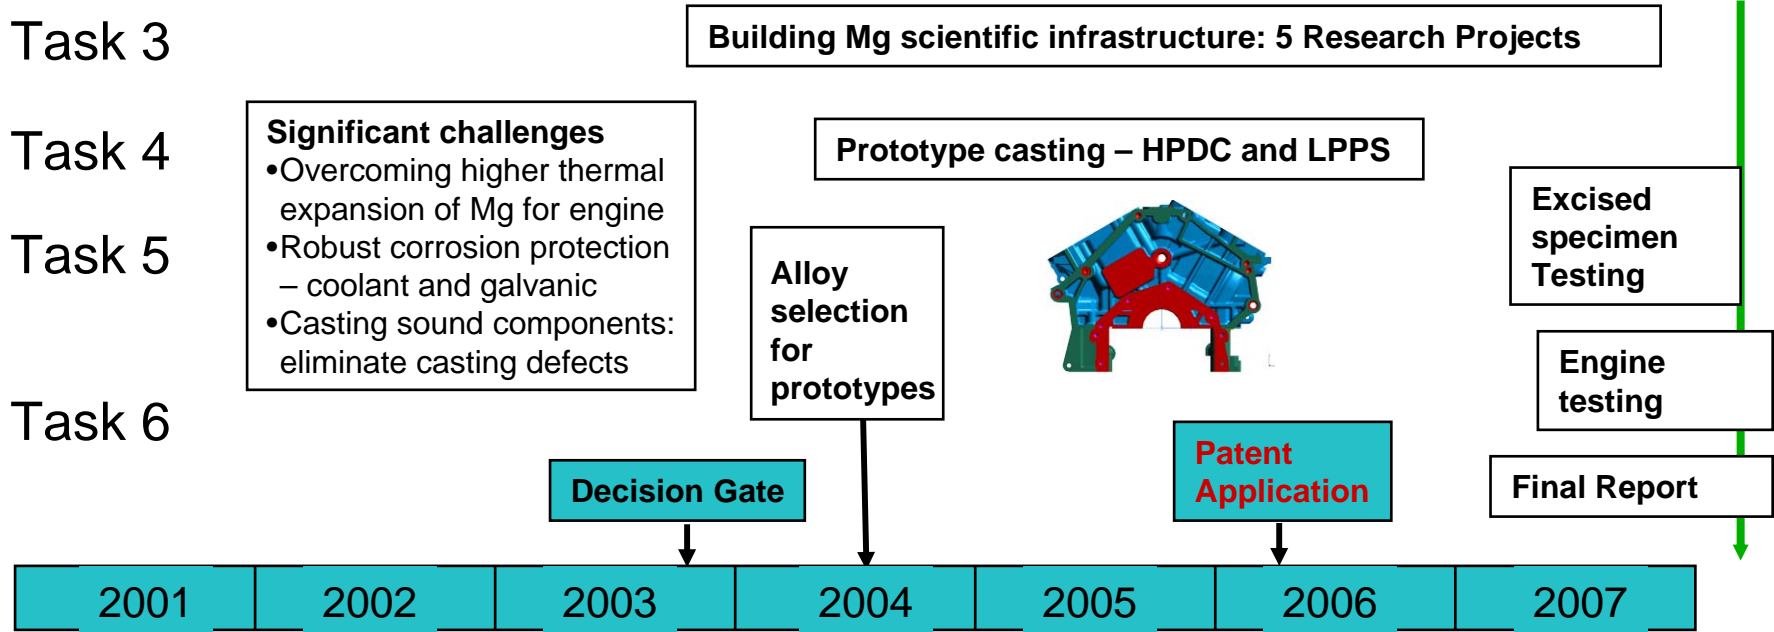 Task 3
Building Mg scientific infrastructure: 5 Research Projects
Task 4
Significant challenges
•Overcoming higher thermal
expansion of Mg for engine
•Robust corrosion protection
– coolant and galvanic
•Casting sound components:
eliminate casting defects
Prototype casting – HPDC and LPPS
Task 5
Alloy
selection
for
prototypes
Excised
specimen
Testing
Engine
testing
Task 6
Decision Gate
Patent
Application
Final Report
2001
2002
2003
2004
2005
2006
2007